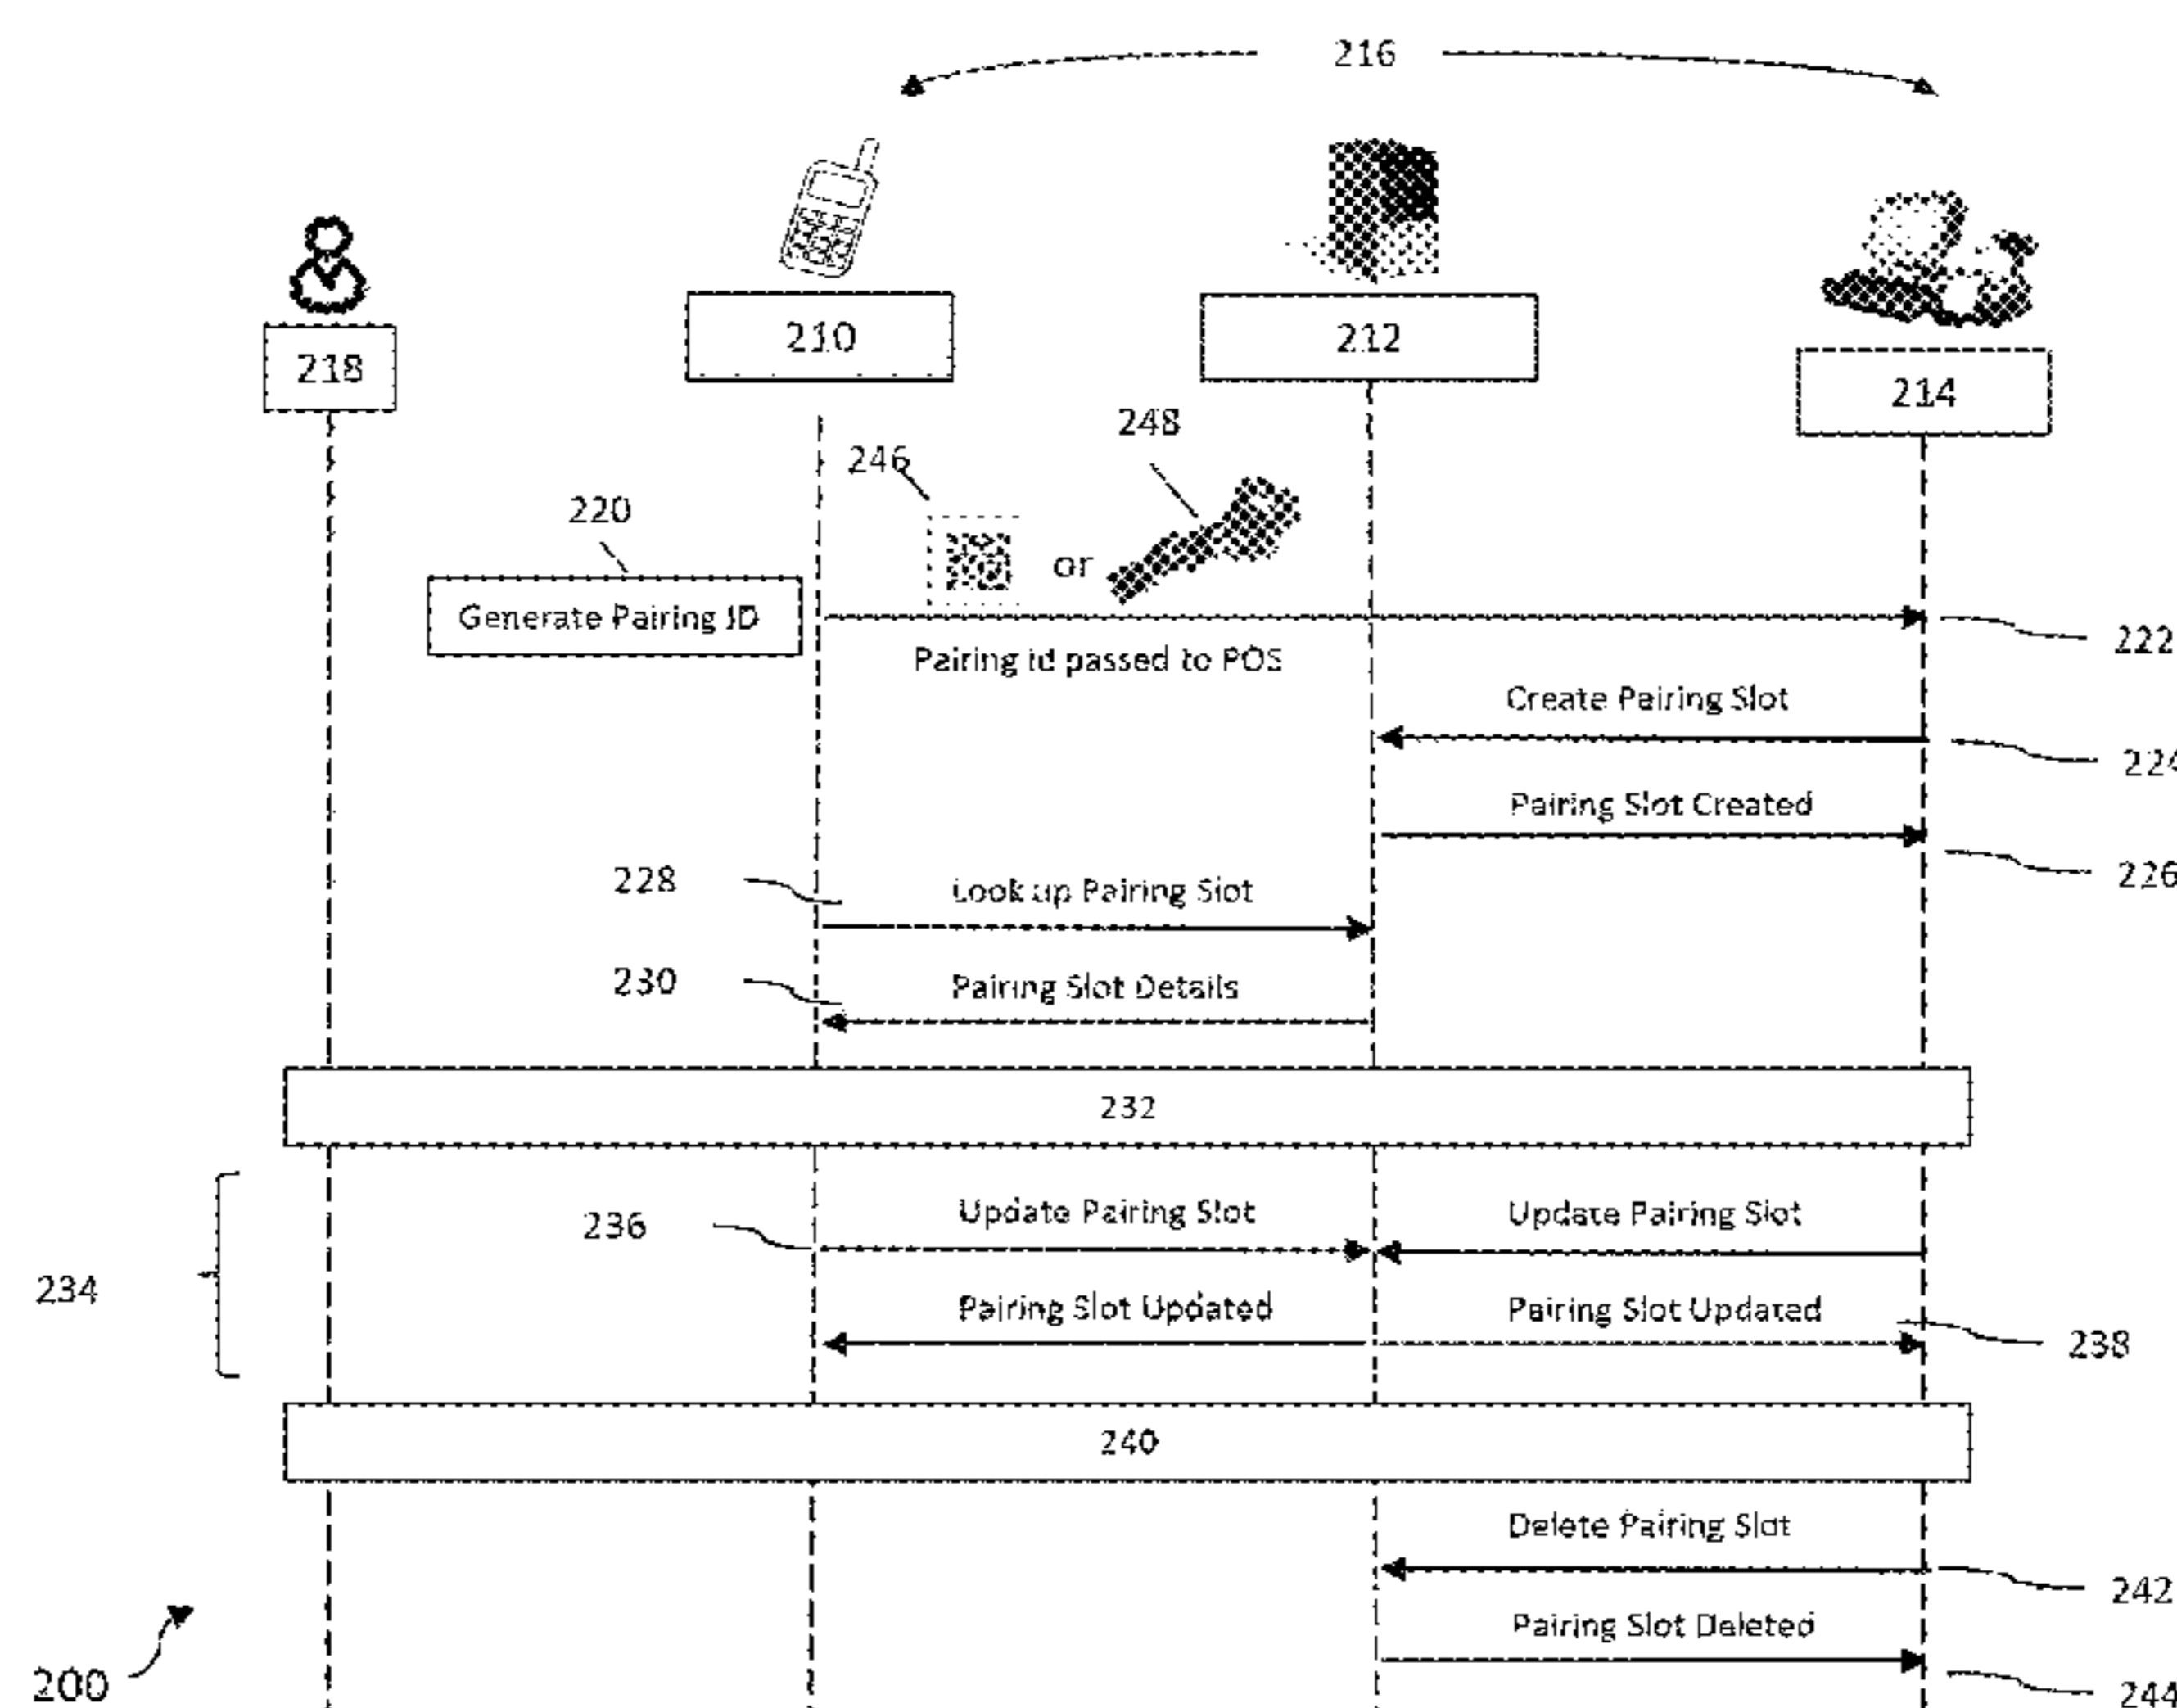 216
218
210
212
214
246
248
220
or
Generate Pairing ID
222
Pairing id passed to POS
Create Pairing Slot
224
Pairing Slot Created
226
228
Look up Pairing Slot
230
Pairing Slot Details
232
236
Update Pairing Slot
Update Pairing Slot
234
Pairing Slot Updated
Pairing Slot Updated
238
240
Delete Pairing Slot
242
Pairing Slot Deleted
200
244